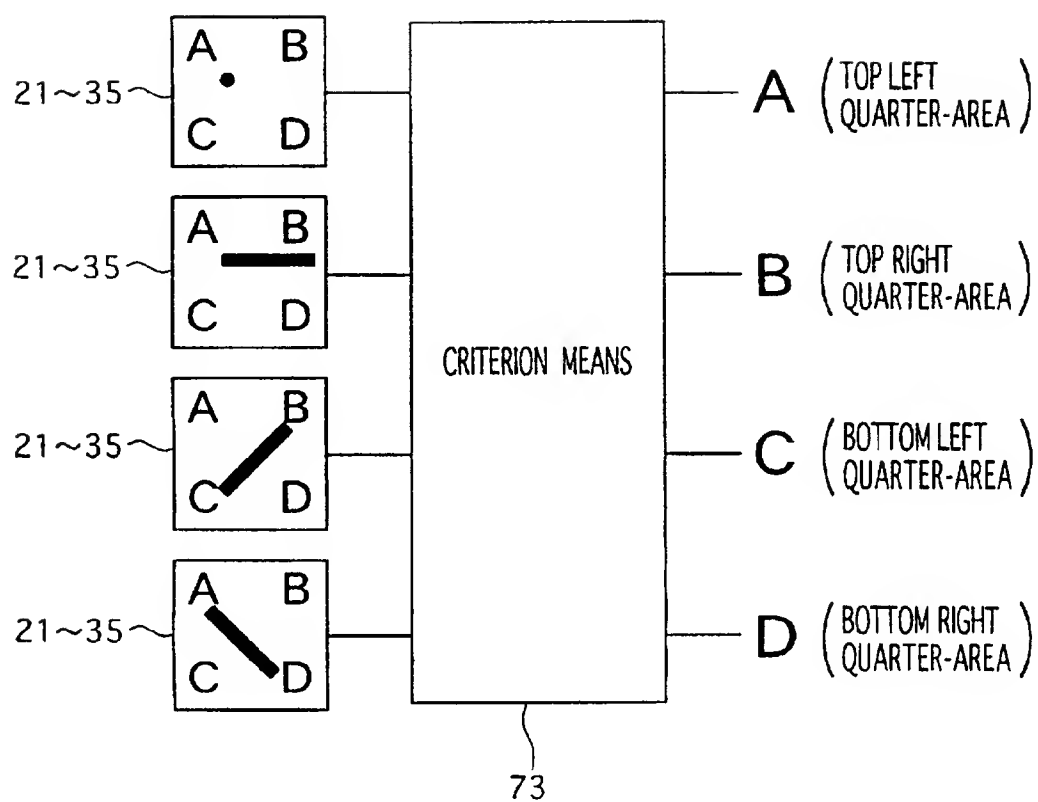 A B
21~35
C D
A (TOP LEFT
QUARTER-AREA)
A B
21~35
C D
B (TOP RIGHT
QUARTER-AREA)
CRITERION MEANS
A B
21~35
C D
C (BOTTOM LEFT
QUARTER-AREA)
A B
21~35
C D
D (BOTTOM RIGHT
QUARTER-AREA)
73